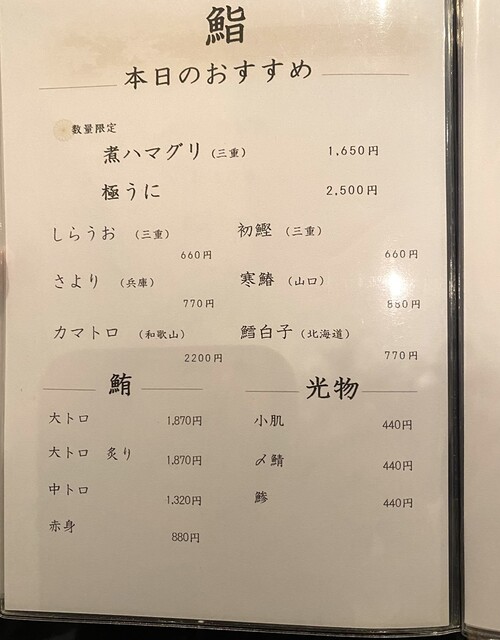 鮨
本日のおすすめ
数量限定
煮ハマグリ（三重） 1,650円
極うに 2,500円
しらうお （三重） 660円
初鰹 （三重） 660円
さより （兵庫） 770円
寒鰆 （山口） 880円
カマトロ （和歌山） 2200円
鱈白子（北海道） 770円
鮪
大トロ 1,870円
大トロ 炙り 1,870円
中トロ 1,320円
赤身 880円
光物
小肌 440円
〆鯖 440円
鯵 440円